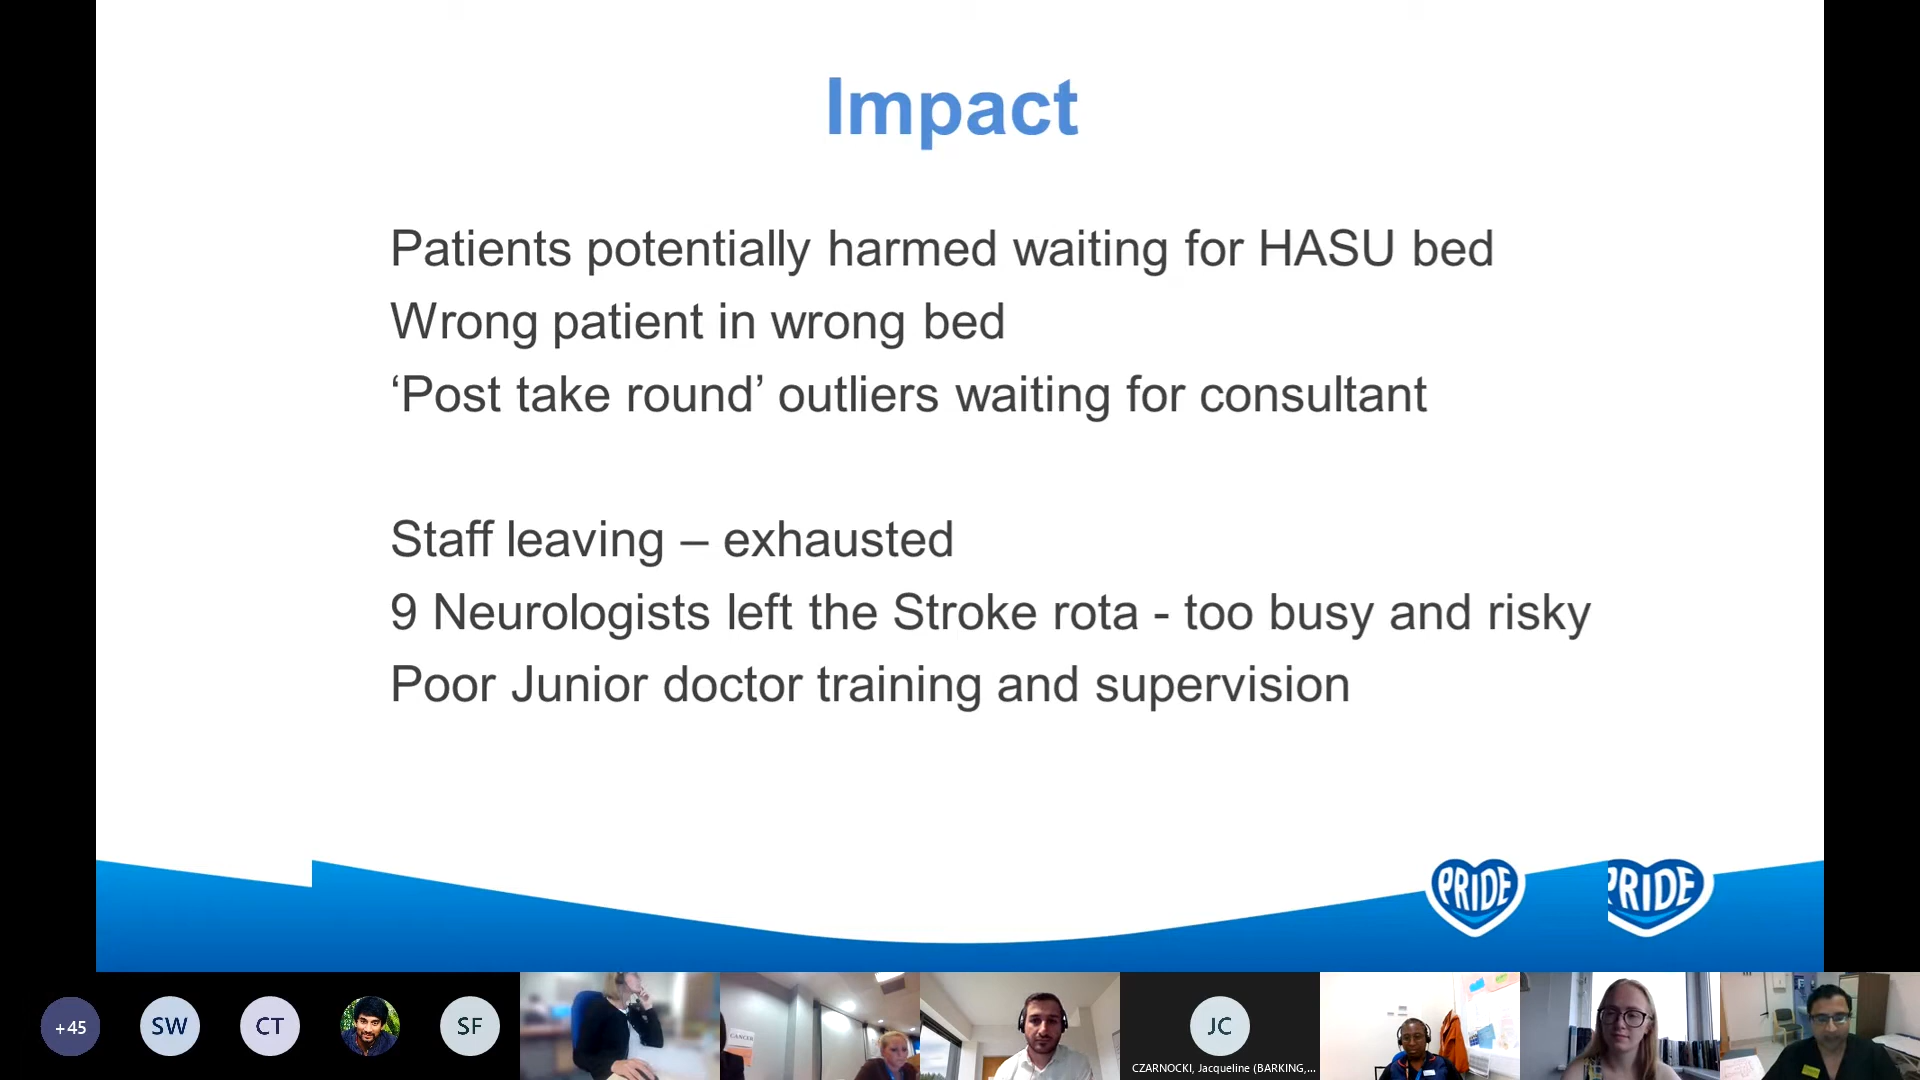 Impact
Patients potentially harmed waiting for HASU bed
Wrong patient in wrong bed
‘Post take round’ outliers waiting for consultant
Staff leaving – exhausted
9 Neurologists left the Stroke rota - too busy and risky
Poor Junior doctor training and supervision
PRIDE
PRIDE
+45
SW
CT
SF
CANCER
JC
CZARNOCKI, Jacqueline (BARKING,...